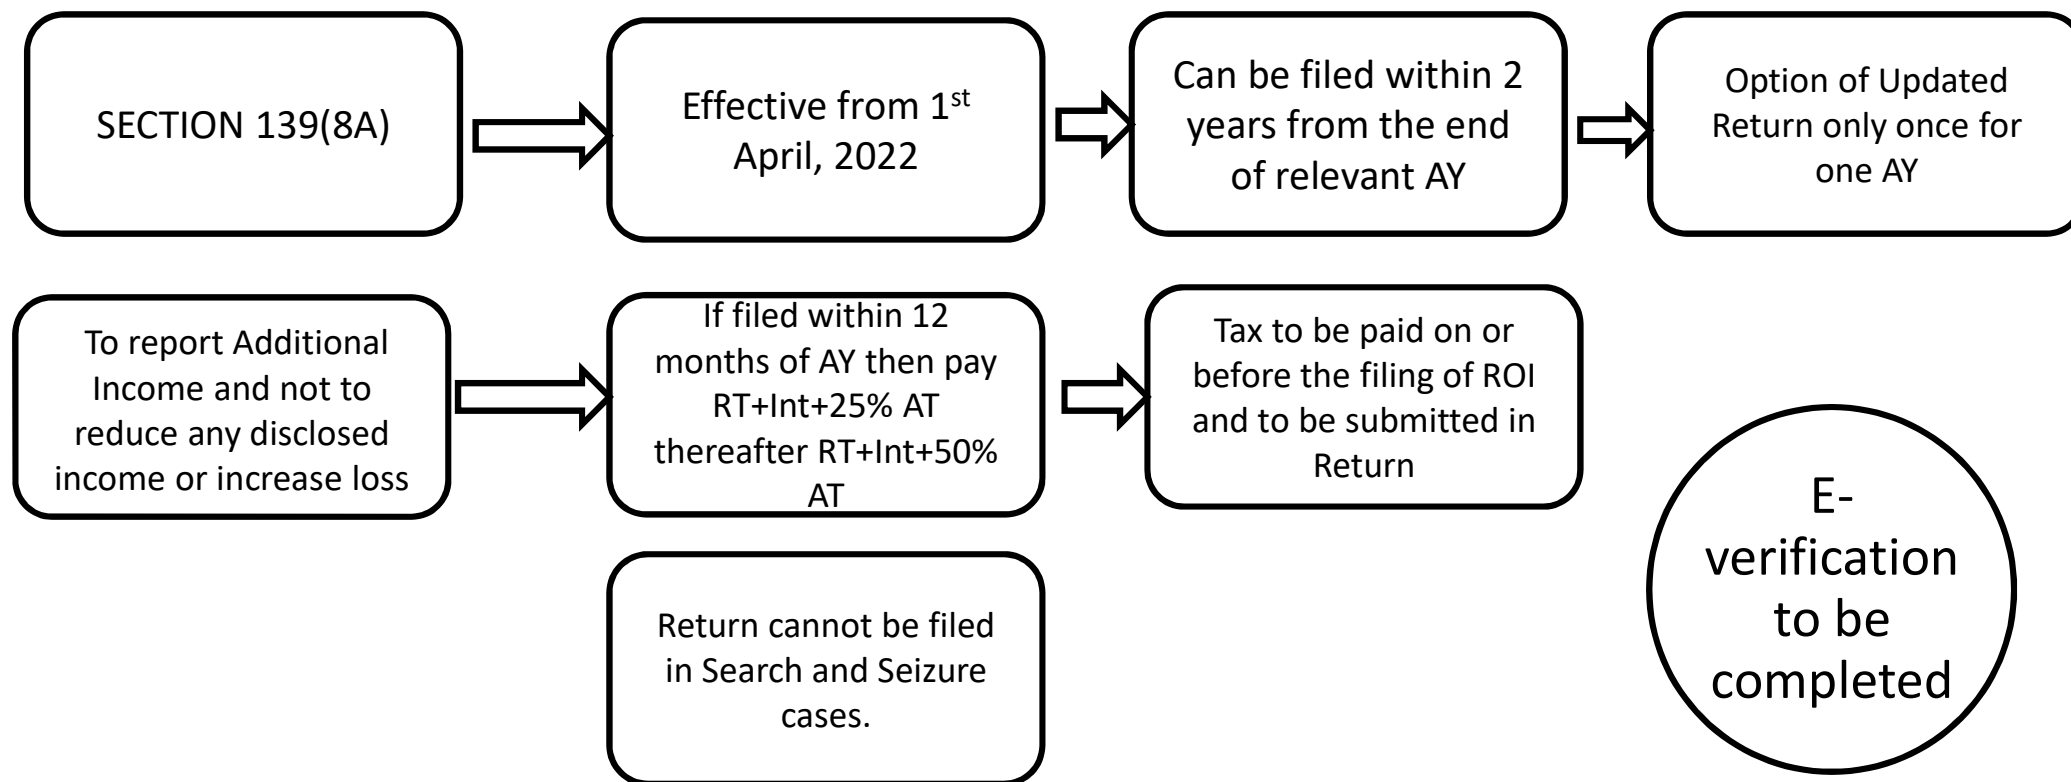 SECTION 139(8A)
Effective from 1st
April, 2022
Can be filed within 2
years from the end
of relevant AY
Option of Updated
Return only once for
one AY
To report Additional
Income and not to
reduce any disclosed
income or increase loss
If filed within 12
months of AY then pay
RT+Int+25% AT
thereafter RT+Int+50%
AT
Tax to be paid on or
before the filing of ROI
and to be submitted in
Return
Return cannot be filed
in Search and Seizure
cases.
E-
verification
to be
completed